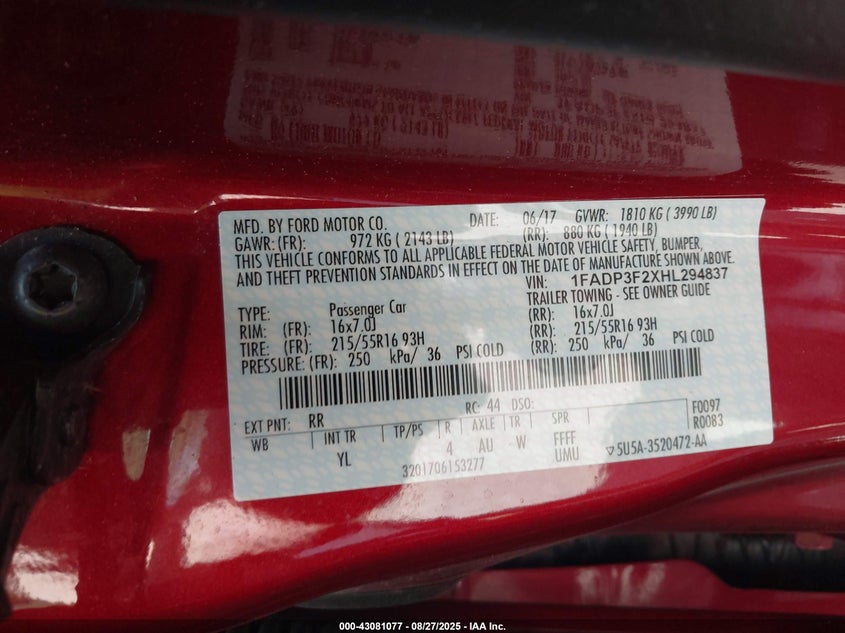 MFD. BY FORD MOTOR CO. DATE: 06/17 GVWR: 1810 KG ( 3990 LB)
GAWR: (FR): 972 KG ( 2143 LB) (RR): 880 KG ( 1940 LB)
THIS VEHICLE CONFORMS TO ALL APPLICABLE FEDERAL MOTOR VEHICLE SAFETY, BUMPER,
AND THEFT PREVENTION STANDARDS IN EFFECT ON THE DATE OF MANUFACTURE SHOWN ABOVE.
VIN: 1FADP3F2XHL294837
TYPE: Passenger Car TRAILER TOWING - SEE OWNER GUIDE
RIM: (FR): 16x7.0J (RR): 16x7.0J
TIRE: (FR): 215/55R16 93H (RR): 215/55R16 93H
PRESSURE: (FR): 250 kPa/ 36 PSI COLD (RR): 250 kPa/ 36 PSI COLD
EXT PNT: RR RC: 44 DSO: F0097
WB INT TR TP/PS R AXLE TR SPR R0083
YL 4 AU -W FFFF
UMU ▽5U5A-3520472-AA
3201706153277
000-43081077 - 08/27/2025 - IAA Inc.